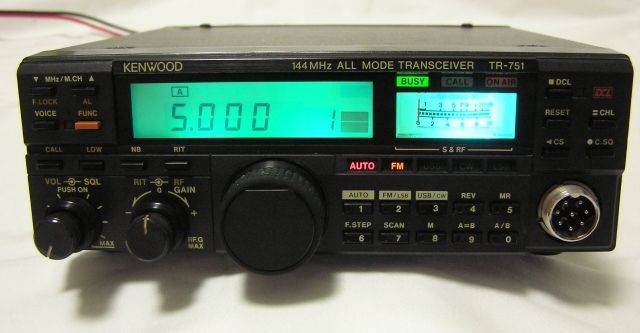 KENWOOD 144MHz ALL MODE TRANSCEIVER TR-751
▼ MHz/M.CH ▲
F.LOCK AL
VOICE FUNC
A
5.000 1
BUSY CALL ON AIR
S & RF
DCL DCL
RESET CHL
CS C.SQ
CALL LOW NB RIT
AUTO FM
VOL SQL RIT RF
PUSH ON 0 GAIN
+
MAX RF.G
MAX
AUTO FM/LSB USB/CW REV MR
1 2 3 4 5
F.STEP SCAN M A=B A/B
6 7 8 9 0